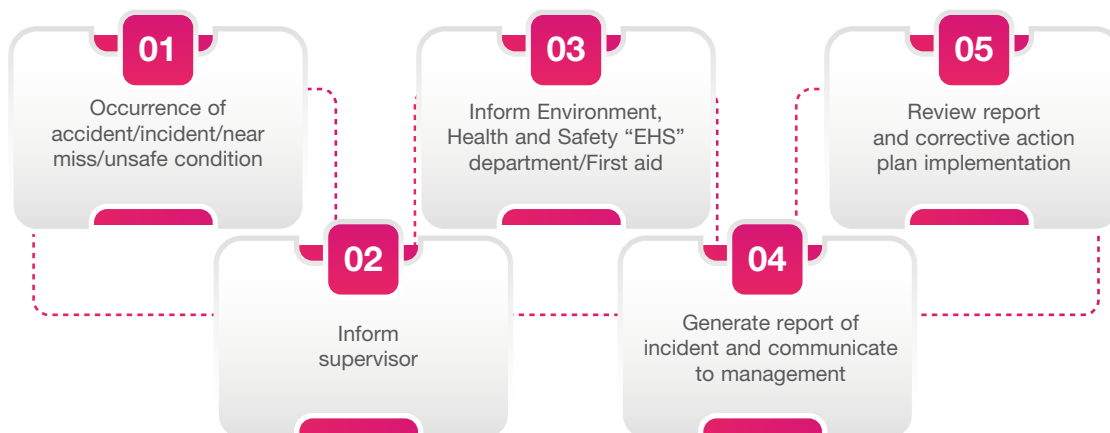 01
Occurrence of
accident/incident/near
miss/unsafe condition
02
Inform
supervisor
03
Inform Environment,
Health and Safety “EHS”
department/First aid
04
Generate report of
incident and communicate
to management
05
Review report
and corrective action
plan implementation